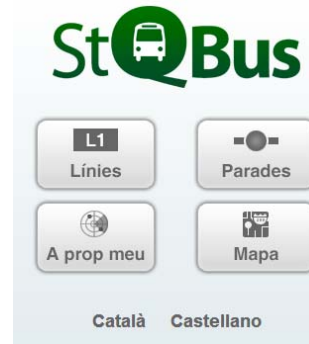 StQBus
L1
Línies
Parades
A prop meu
Mapa
Català Castellano